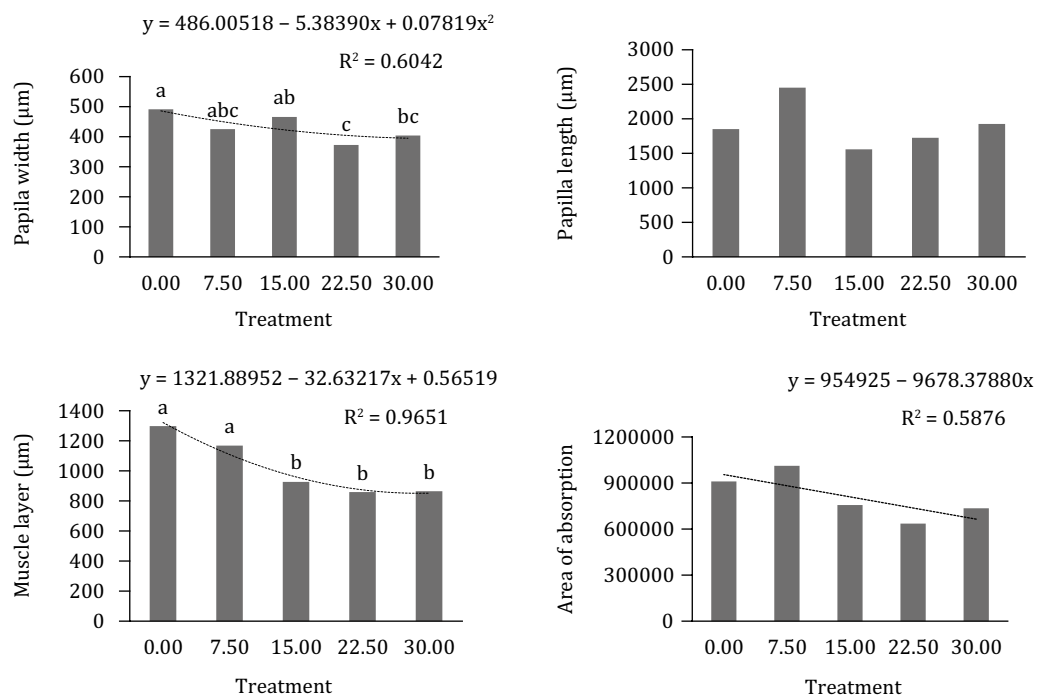 y = 486.00518 – 5.38390x + 0.07819x²
R² = 0.6042
Papila width (µm)
600
500
400
300
200
100
0
a
abc
ab
c
bc
0.00 7.50 15.00 22.50 30.00
Treatment
Papilla length (µm)
3000
2500
2000
1500
1000
500
0
0.00 7.50 15.00 22.50 30.00
Treatment
y = 1321.88952 – 32.63217x + 0.56519
R² = 0.9651
Muscle layer (µm)
1400
1200
1000
800
600
400
200
0
a
a
b
b
b
0.00 7.50 15.00 22.50 30.00
Treatment
y = 954925 – 9678.37880x
R² = 0.5876
Area of absorption
1200000
900000
600000
300000
0
0.00 7.50 15.00 22.50 30.00
Treatment